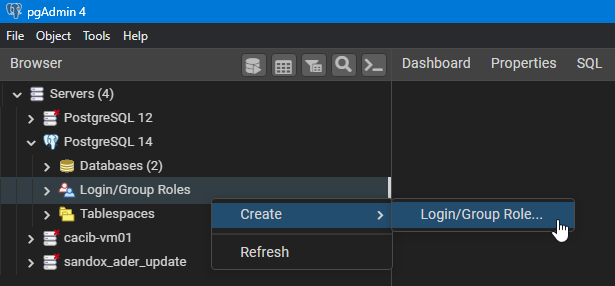 pgAdmin 4
File Object Tools Help
Browser Dashboard Properties SQL
Servers (4)
PostgreSQL 12
PostgreSQL 14
Databases (2)
Login/Group Roles
Tablespaces
Create Login/Group Role...
cacib-vm01
Refresh
sandox_ader_update